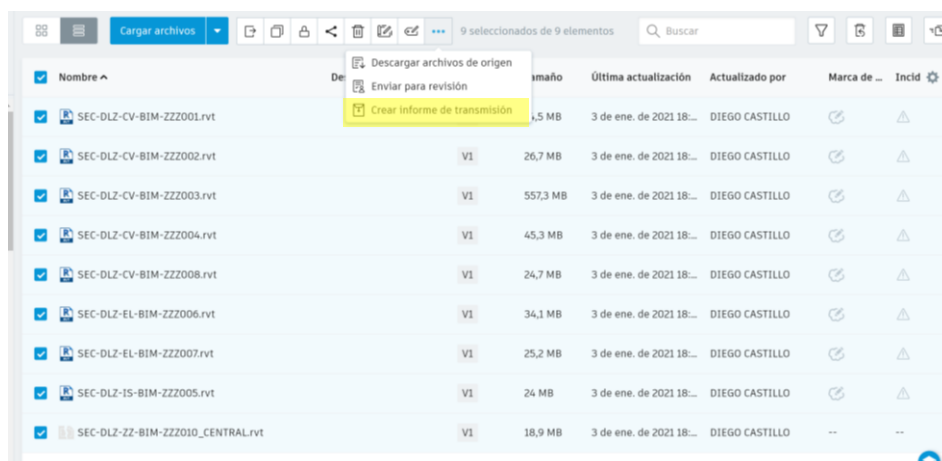 Cargar archivos
9 seleccionados de 9 elementos
Buscar
Descargar archivos de origen
Enviar para revisión
Crear informe de transmisión
Nombre De amaño Última actualización Actualizado por Marca de ... Incid
SEC-DLZ-CV-BIM-ZZZ001.rvt ,5 MB 3 de ene. de 2021 18:... DIEGO CASTILLO
SEC-DLZ-CV-BIM-ZZZ002.rvt V1 26,7 MB 3 de ene. de 2021 18:... DIEGO CASTILLO
SEC-DLZ-CV-BIM-ZZZ003.rvt V1 557,3 MB 3 de ene. de 2021 18:... DIEGO CASTILLO
SEC-DLZ-CV-BIM-ZZZ004.rvt V1 45,3 MB 3 de ene. de 2021 18:... DIEGO CASTILLO
SEC-DLZ-CV-BIM-ZZZ008.rvt V1 24,7 MB 3 de ene. de 2021 18:... DIEGO CASTILLO
SEC-DLZ-EL-BIM-ZZZ006.rvt V1 34,1 MB 3 de ene. de 2021 18:... DIEGO CASTILLO
SEC-DLZ-EL-BIM-ZZZ007.rvt V1 25,2 MB 3 de ene. de 2021 18:... DIEGO CASTILLO
SEC-DLZ-IS-BIM-ZZZ005.rvt V1 24 MB 3 de ene. de 2021 18:... DIEGO CASTILLO
SEC-DLZ-ZZ-BIM-ZZZ010_CENTRAL.rvt V1 18,9 MB 3 de ene. de 2021 18:... DIEGO CASTILLO -- --